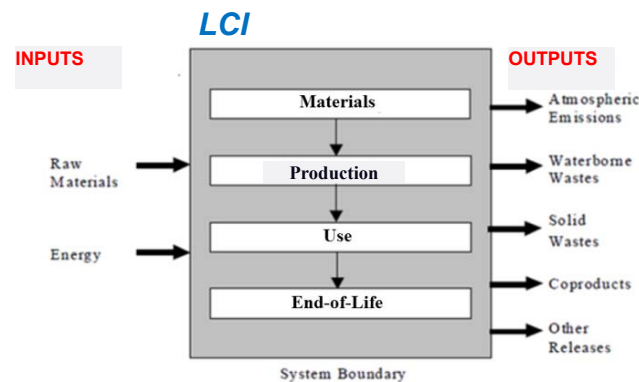 LCI
INPUTS
OUTPUTS
Materials
Atmospheric
Emissions
Raw
Materials
Production
Waterborne
Wastes
Use
Solid
Wastes
Energy
End-of-Life
Coproducts
Other
Releases
System Boundary